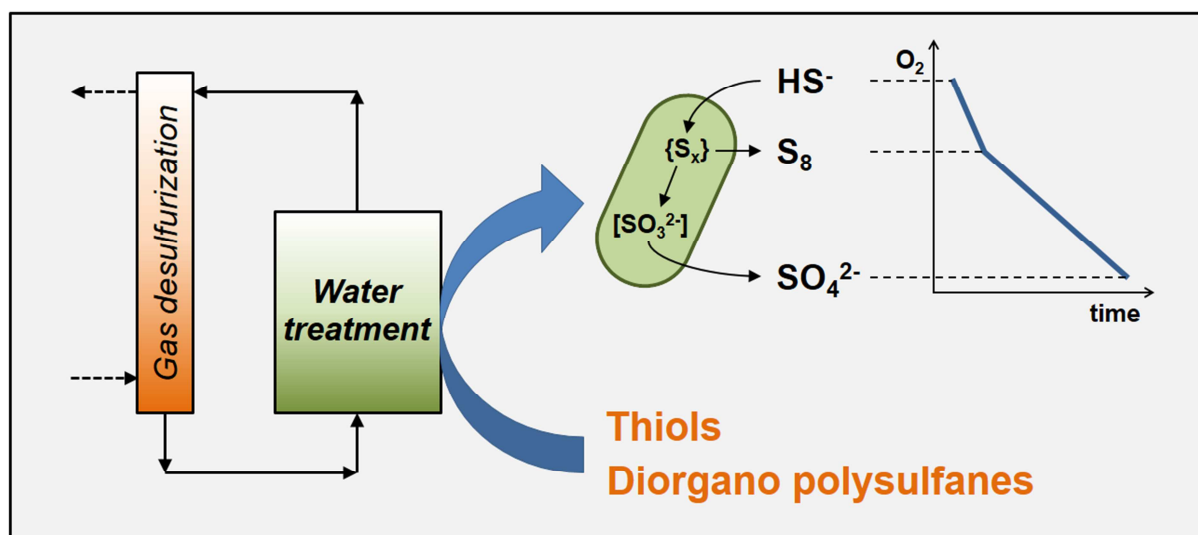 Gas desulfurization
Water
treatment
HS⁻
{Sₓ}
S₈
[SO₃²⁻]
SO₄²⁻
O₂
time
Thiols
Diorgano polysulfanes